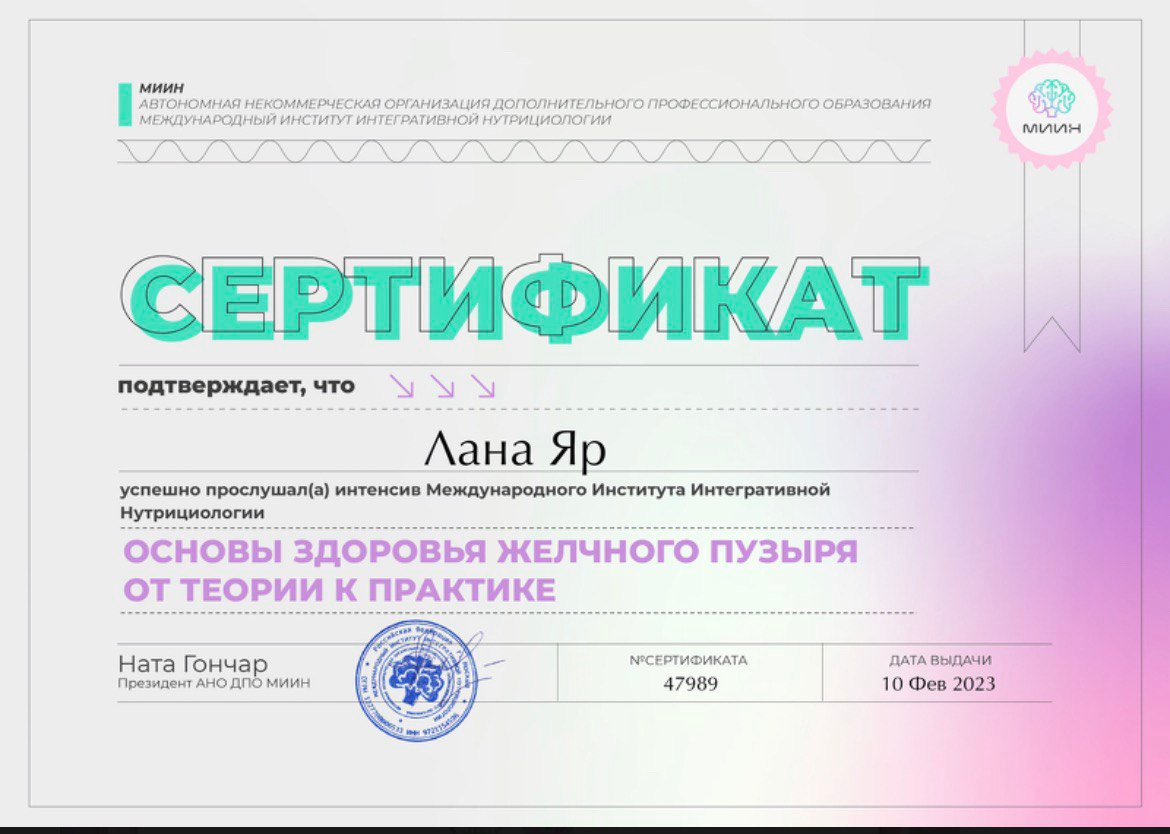 МИИН
АВТОНОМНАЯ НЕКОММЕРЧЕСКАЯ ОРГАНИЗАЦИЯ ДОПОЛНИТЕЛЬНОГО ПРОФЕССИОНАЛЬНОГО ОБРАЗОВАНИЯ
МЕЖДУНАРОДНЫЙ ИНСТИТУТ ИНТЕГРАТИВНОЙ НУТРИЦИОЛОГИИ
МИИН
СЕРТИФИКАТ
подтверждает, что
Лана Яр
успешно прослушал(а) интенсив Международного Института Интегративной
Нутрициологии
ОСНОВЫ ЗДОРОВЬЯ ЖЕЛЧНОГО ПУЗЫРЯ
ОТ ТЕОРИИ К ПРАКТИКЕ
Ната Гончар
Президент АНО ДПО МИИН
Российская Федерация
№СЕРТИФИКАТА
47989
ДАТА ВЫДАЧИ
10 Фев 2023